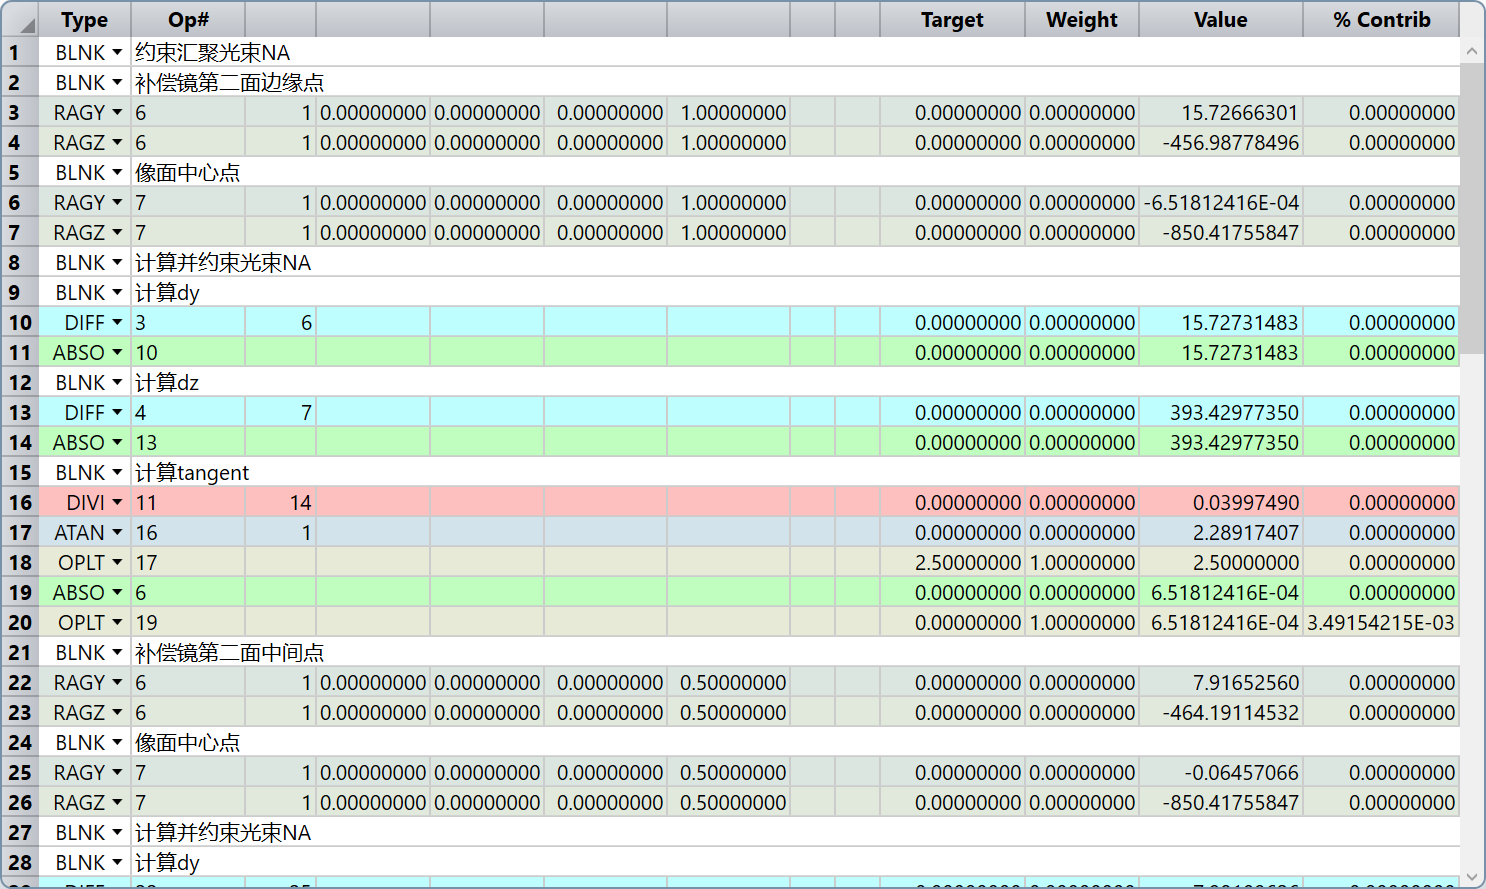 Type Op# Target Weight Value % Contrib
1 BLNK 约束汇聚光束NA
2 BLNK 补偿镜第二面边缘点
3 RAGY 6 1 0.00000000 0.00000000 0.00000000 1.00000000 0.00000000 0.00000000 15.72666301 0.00000000
4 RAGZ 6 1 0.00000000 0.00000000 0.00000000 1.00000000 0.00000000 0.00000000 -456.98778496 0.00000000
5 BLNK 像面中心点
6 RAGY 7 1 0.00000000 0.00000000 0.00000000 1.00000000 0.00000000 0.00000000 -6.51812416E-04 0.00000000
7 RAGZ 7 1 0.00000000 0.00000000 0.00000000 1.00000000 0.00000000 0.00000000 -850.41755847 0.00000000
8 BLNK 计算并约束光束NA
9 BLNK 计算dy
10 DIFF 3 6 0.00000000 0.00000000 15.72731483 0.00000000
11 ABSO 10 0.00000000 0.00000000 15.72731483 0.00000000
12 BLNK 计算dz
13 DIFF 4 7 0.00000000 0.00000000 393.42977350 0.00000000
14 ABSO 13 0.00000000 0.00000000 393.42977350 0.00000000
15 BLNK 计算tangent
16 DIVI 11 14 0.00000000 0.00000000 0.03997490 0.00000000
17 ATAN 16 1 0.00000000 0.00000000 2.28917407 0.00000000
18 OPLT 17 2.50000000 1.00000000 2.50000000 0.00000000
19 ABSO 6 0.00000000 0.00000000 6.51812416E-04 0.00000000
20 OPLT 19 0.00000000 1.00000000 6.51812416E-04 3.49154215E-03
21 BLNK 补偿镜第二面中间点
22 RAGY 6 1 0.00000000 0.00000000 0.00000000 0.50000000 0.00000000 0.00000000 7.91652560 0.00000000
23 RAGZ 6 1 0.00000000 0.00000000 0.00000000 0.50000000 0.00000000 0.00000000 -464.19114532 0.00000000
24 BLNK 像面中心点
25 RAGY 7 1 0.00000000 0.00000000 0.00000000 0.50000000 0.00000000 0.00000000 -0.06457066 0.00000000
26 RAGZ 7 1 0.00000000 0.00000000 0.00000000 0.50000000 0.00000000 0.00000000 -850.41755847 0.00000000
27 BLNK 计算并约束光束NA
28 BLNK 计算dy